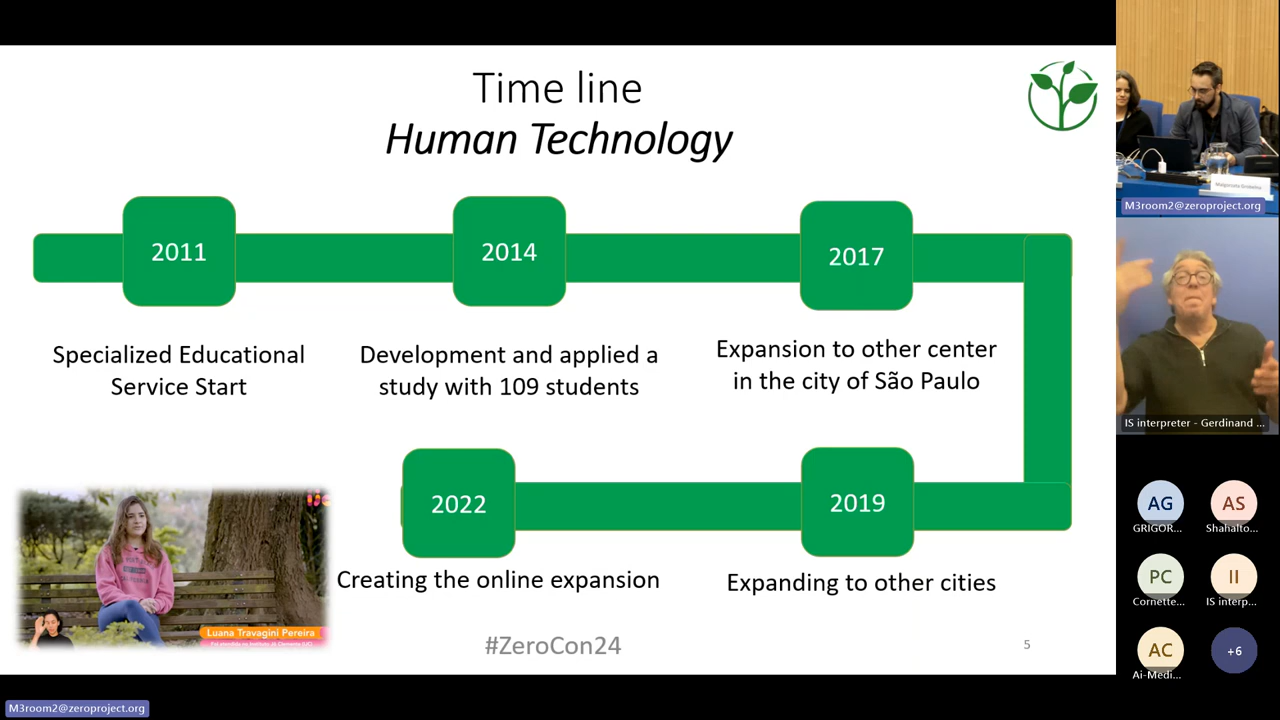 Time line
Human Technology
2011
2014
2017
Specialized Educational
Service Start
Development and applied a
study with 109 students
Expansion to other center
in the city of São Paulo
2022
2019
Creating the online expansion
Expanding to other cities
Luana Travagini Pereira
#ZeroCon24
5
M3room2@zeroproject.org
M3room2@zeroproject.org
IS interpreter - Gerdinand ...
AG
GRIGOR...
AS
Shahalto...
PC
Cornette...
II
IS interp...
AC
Ai-Medi...
+6